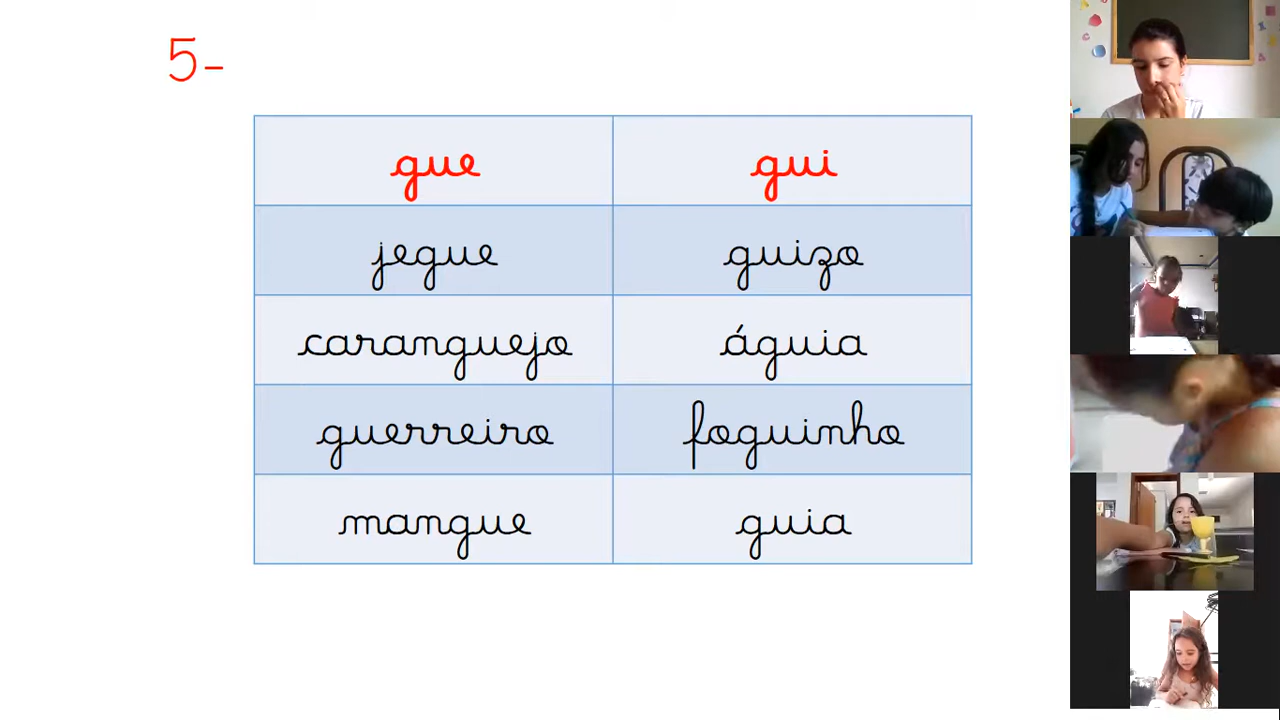 5-
gue gui
jegue guizo
caranguejo águia
guerreiro foguinho
mangue guia